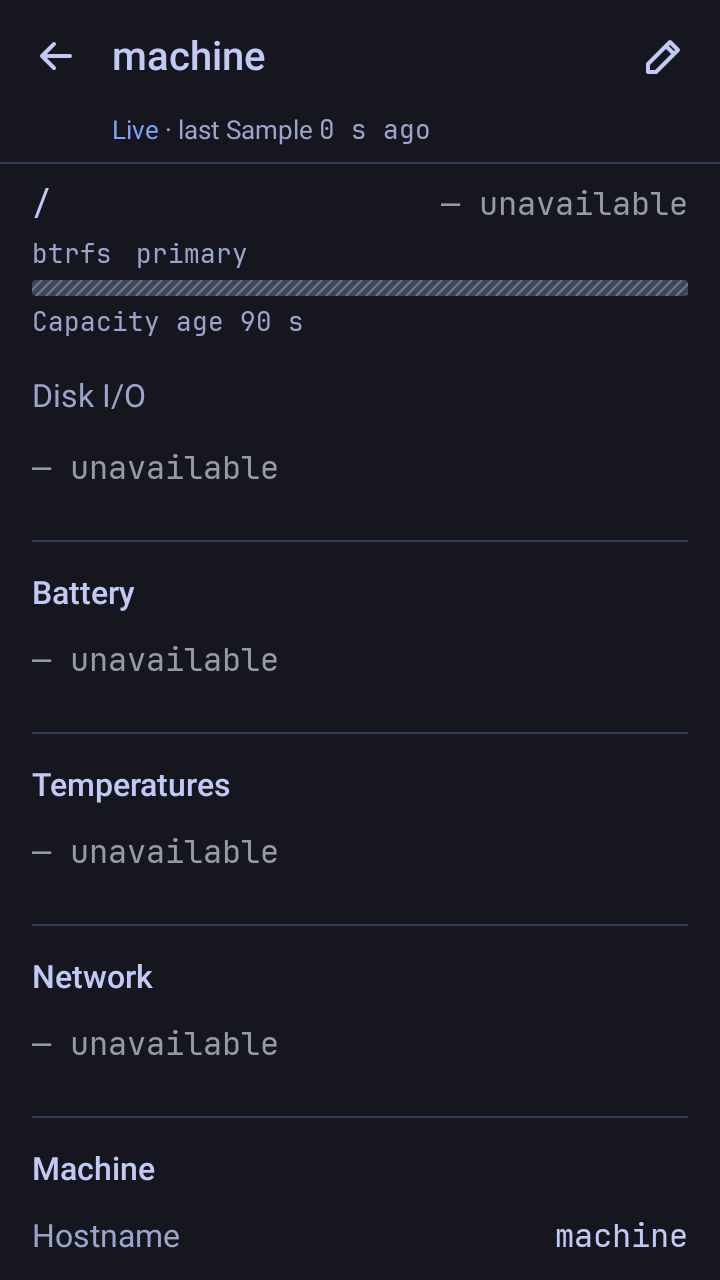 machine
Live · last Sample 0 s ago
/ — unavailable
btrfs primary
Capacity age 90 s
Disk I/O
— unavailable
Battery
— unavailable
Temperatures
— unavailable
Network
— unavailable
Machine
Hostname machine